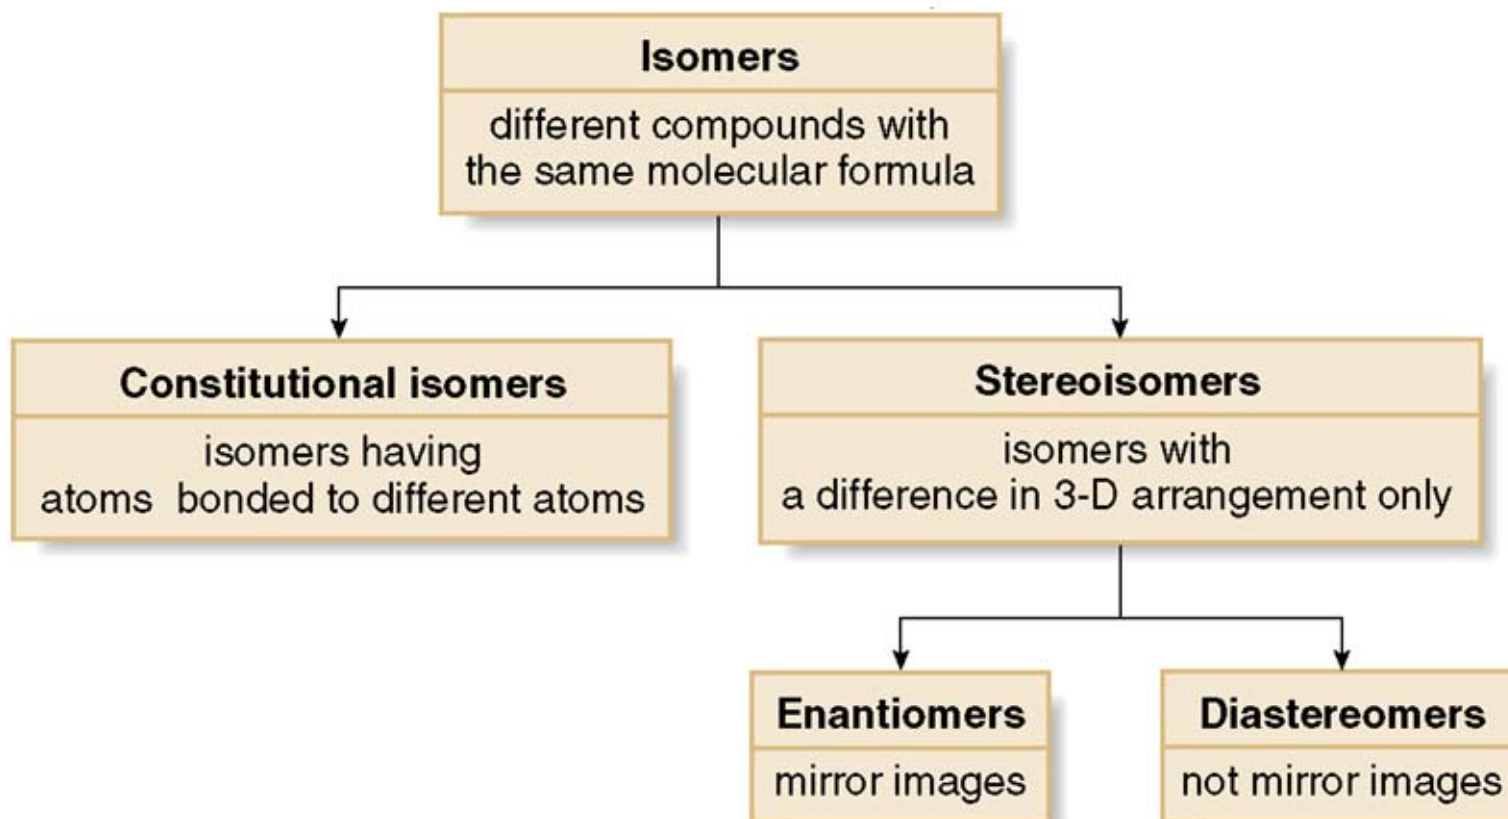 Isomers
different compounds with
the same molecular formula
Constitutional isomers
isomers having
atoms bonded to different atoms
Stereoisomers
isomers with
a difference in 3-D arrangement only
Enantiomers
mirror images
Diastereomers
not mirror images